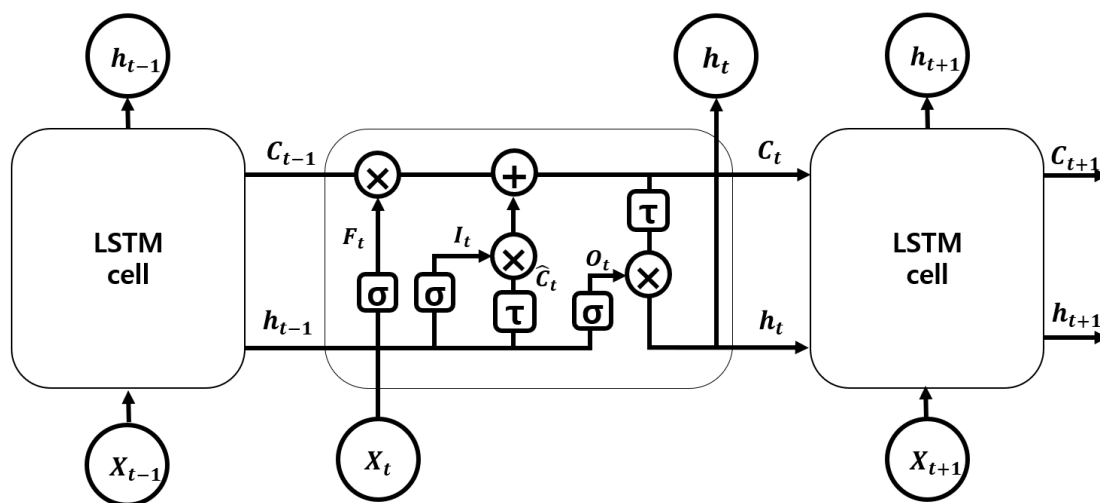 h_{t-1}
h_t
h_{t+1}
C_{t-1}
C_t
C_{t+1}
×
+
τ
F_t
I_t
×
Ĉ_t
O_t
×
LSTM
cell
LSTM
cell
σ
σ
τ
σ
h_{t-1}
h_t
h_{t+1}
X_{t-1}
X_t
X_{t+1}